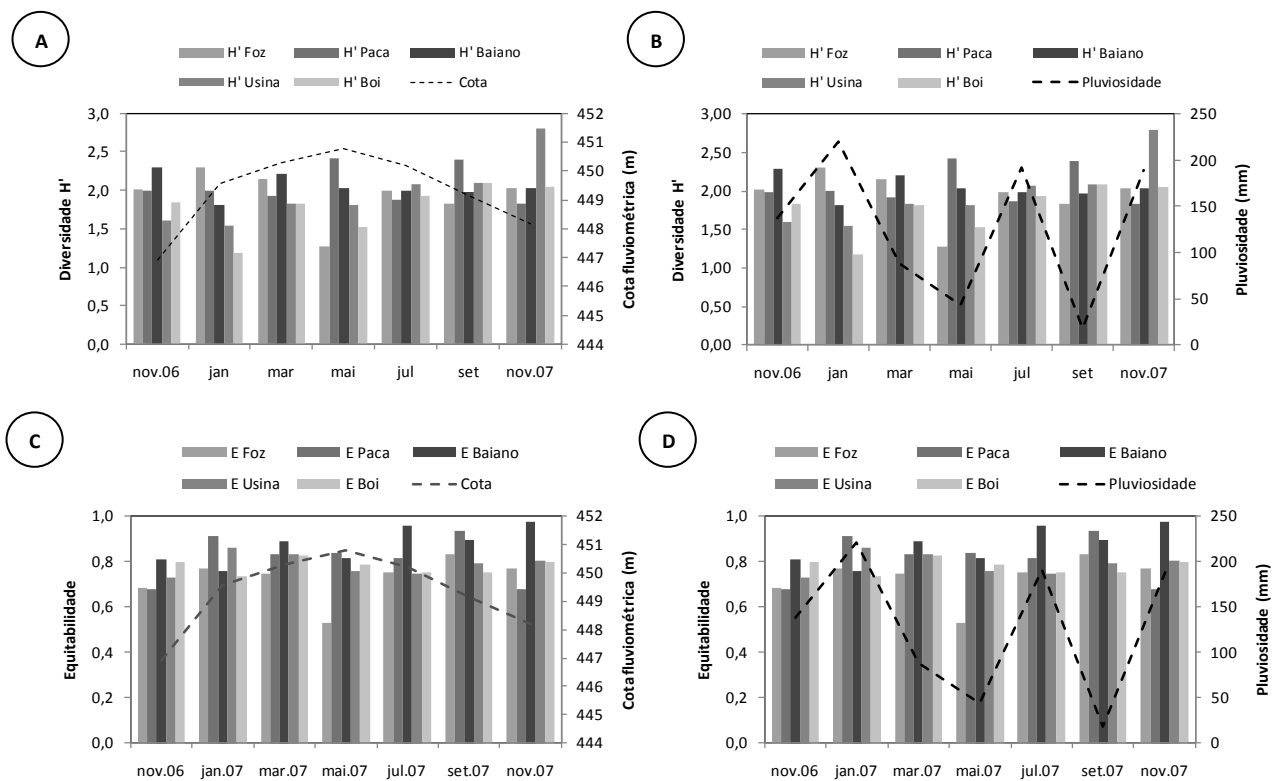 A
H' Foz H' Paca H' Baiano
H' Usina H' Boi Cota
Diversidade H'
3,0
2,5
2,0
1,5
1,0
0,5
0,0
452
451
450
449
448
447
446
445
444
Cota fluviométrica (m)
nov.06 jan mar mai jul set nov.07
B
H' Foz H' Paca H' Baiano
H' Usina H' Boi Pluviosidade
Diversidade H'
3,00
2,50
2,00
1,50
1,00
0,50
0,00
250
200
150
100
50
0
Pluviosidade (mm)
nov.06 jan mar mai jul set nov.07
C
E Foz E Paca E Baiano
E Usina E Boi Cota
Equitabilidade
1,0
0,8
0,6
0,4
0,2
0,0
452
451
450
449
448
447
446
445
444
Cota fluviométrica (m)
nov.06 jan.07 mar.07 mai.07 jul.07 set.07 nov.07
D
E Foz E Paca E Baiano
E Usina E Boi Pluviosidade
Equitabilidade
1,0
0,8
0,6
0,4
0,2
0,0
250
200
150
100
50
0
Pluviosidade (mm)
nov.06 jan.07 mar.07 mai.07 jul.07 set.07 nov.07